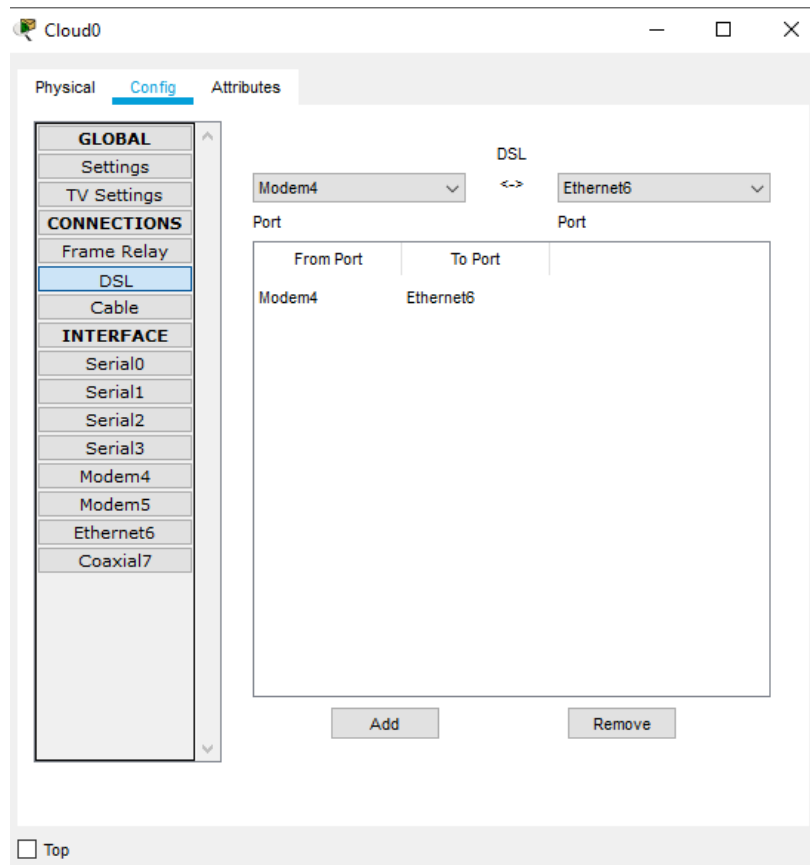 Cloud0
Physical Config Attributes
GLOBAL
Settings
TV Settings
CONNECTIONS
Frame Relay
DSL
Cable
INTERFACE
Serial0
Serial1
Serial2
Serial3
Modem4
Modem5
Ethernet6
Coaxial7
DSL
Modem4 <-> Ethernet6
Port Port
From Port To Port
Modem4 Ethernet6
Add Remove
Top